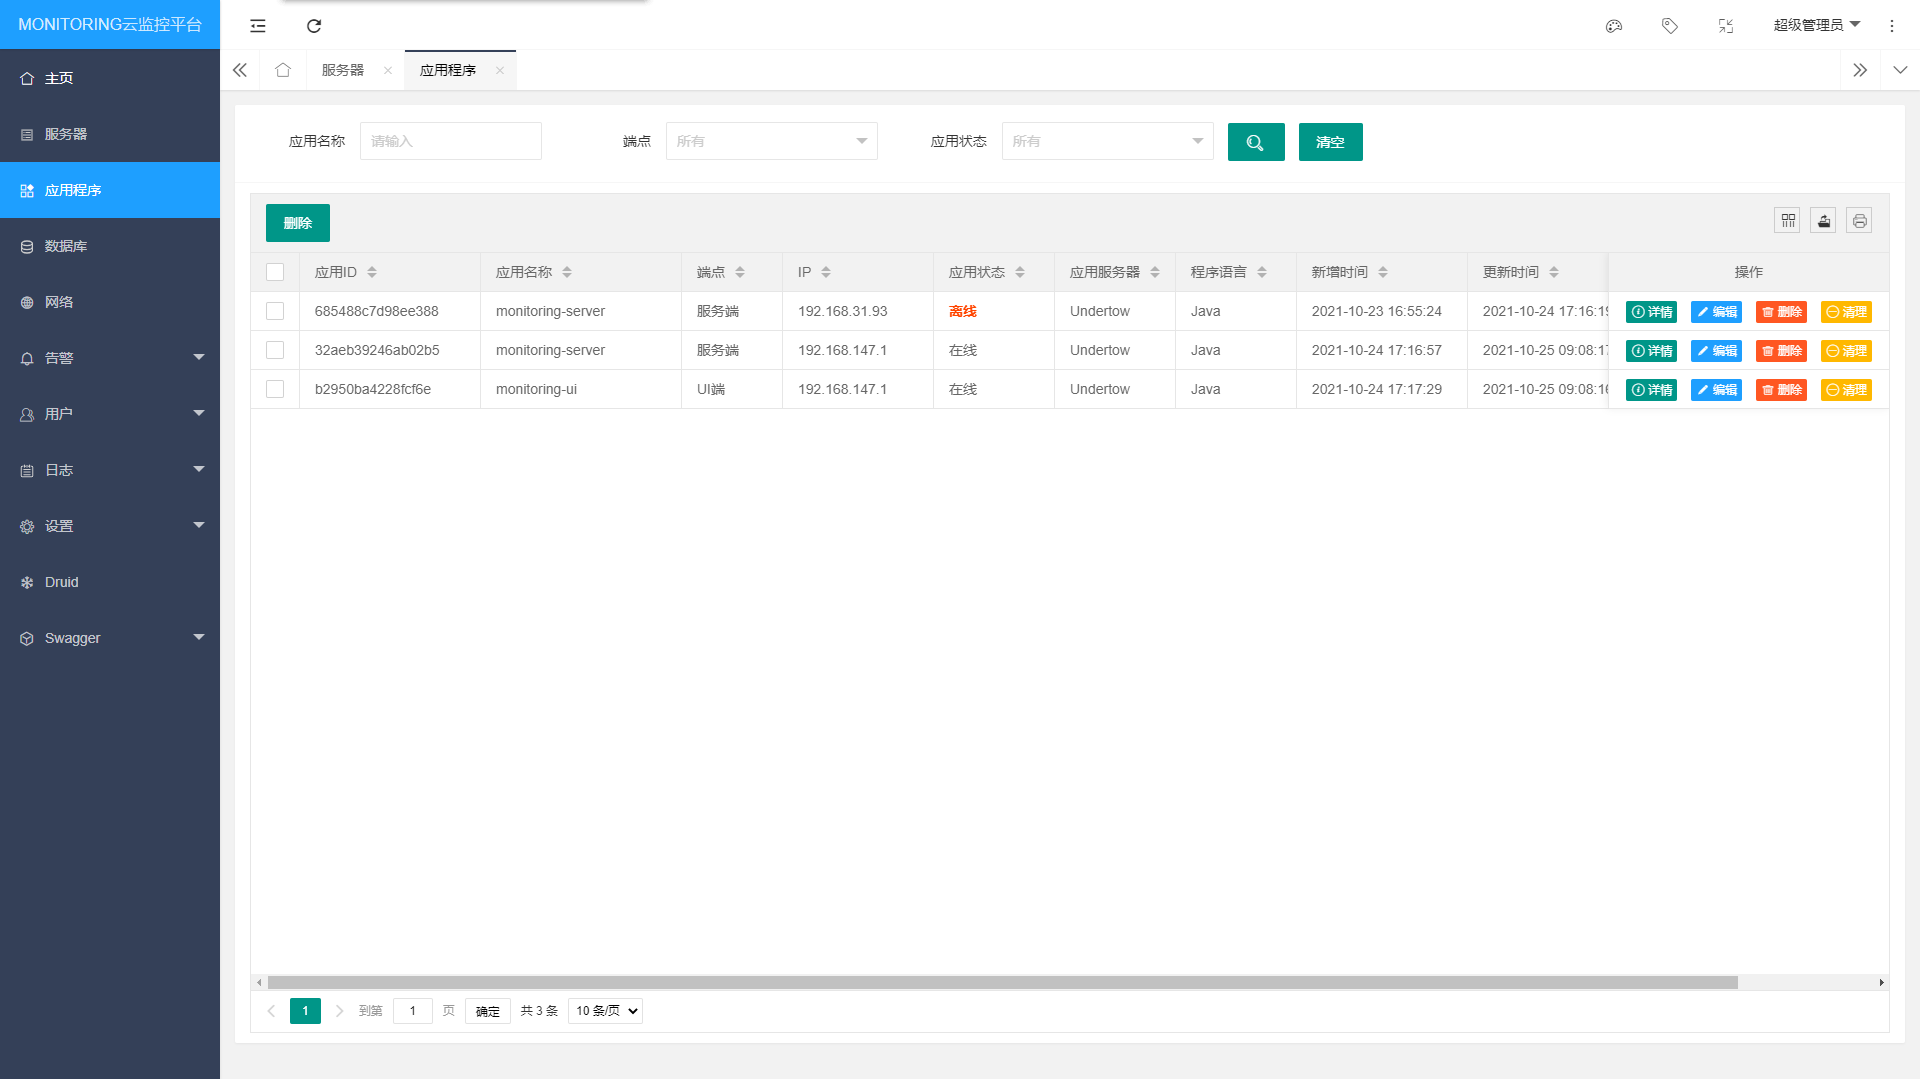 MONITORING云监控平台
超级管理员
主页
服务器
应用程序
数据库
网络
告警
用户
日志
设置
Druid
Swagger
服务器 应用程序
应用名称 请输入 端点 所有 应用状态 所有 清空
删除
应用ID 应用名称 端点 IP 应用状态 应用服务器 程序语言 新增时间 更新时间 操作
685488c7d98ee388 monitoring-server 服务端 192.168.31.93 离线 Undertow Java 2021-10-23 16:55:24 2021-10-24 17:16:19 详情 编辑 删除 清理
32aeb39246ab02b5 monitoring-server 服务端 192.168.147.1 在线 Undertow Java 2021-10-24 17:16:57 2021-10-25 09:08:17 详情 编辑 删除 清理
b2950ba4228fcf6e monitoring-ui UI端 192.168.147.1 在线 Undertow Java 2021-10-24 17:17:29 2021-10-25 09:08:16 详情 编辑 删除 清理
1 到第 1 页 确定 共 3 条 10 条/页